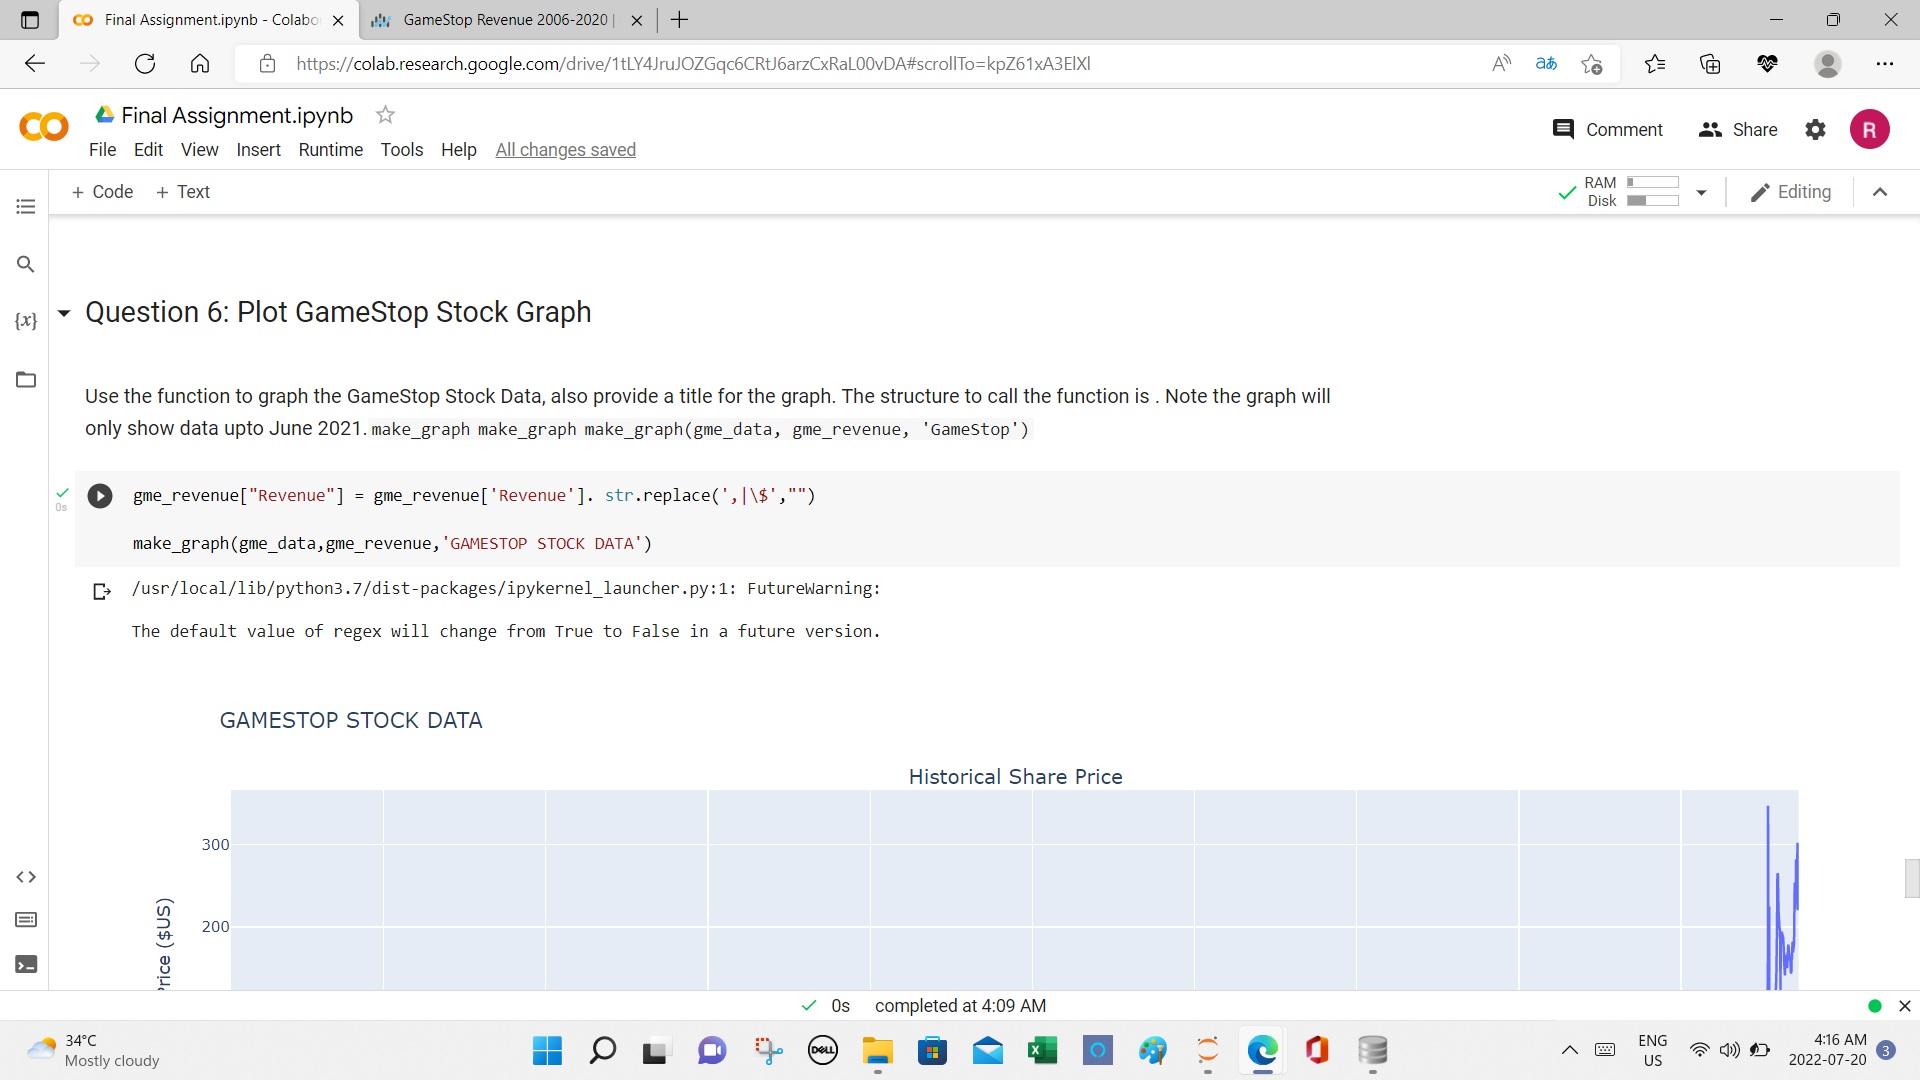 Final Assignment.ipynb - Colabo
GameStop Revenue 2006-2020 |
https://colab.research.google.com/drive/1tLY4JruJOZGqc6CRtJ6arzCxRaL00vDA#scrollTo=kpZ61xA3ElXl
Final Assignment.ipynb
File Edit View Insert Runtime Tools Help All changes saved
Comment Share R
+ Code + Text
RAM
Disk
Editing
{x}
Question 6: Plot GameStop Stock Graph
Use the function to graph the GameStop Stock Data, also provide a title for the graph. The structure to call the function is . Note the graph will
only show data upto June 2021. make_graph make_graph make_graph(gme_data, gme_revenue, 'GameStop')
gme_revenue["Revenue"] = gme_revenue['Revenue']. str.replace(',|\$',"")
0s
make_graph(gme_data,gme_revenue,'GAMESTOP STOCK DATA')
/usr/local/lib/python3.7/dist-packages/ipykernel_launcher.py:1: FutureWarning:
The default value of regex will change from True to False in a future version.
GAMESTOP STOCK DATA
Historical Share Price
300
200
Price ($US)
0s completed at 4:09 AM
34°C
Mostly cloudy
DELL
ENG
US
4:16 AM
2022-07-20
3